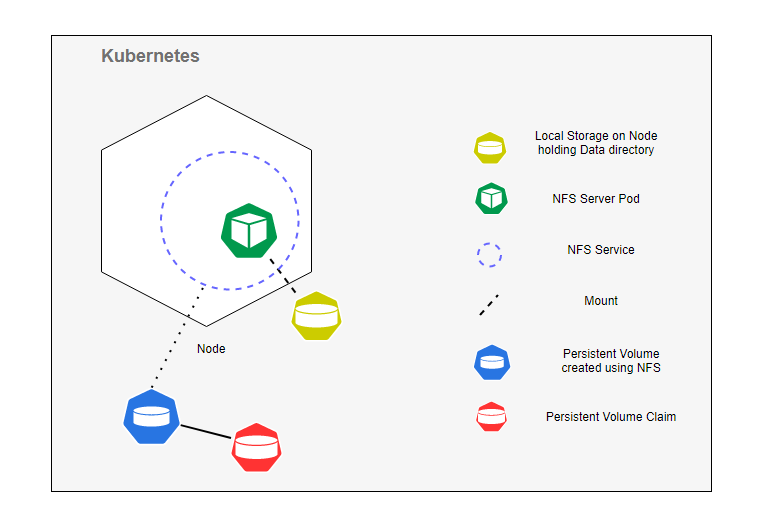 Kubernetes
Local Storage on Node
holding Data directory
NFS Server Pod
NFS Service
Mount
Node
Persistent Volume
created using NFS
Persistent Volume Claim